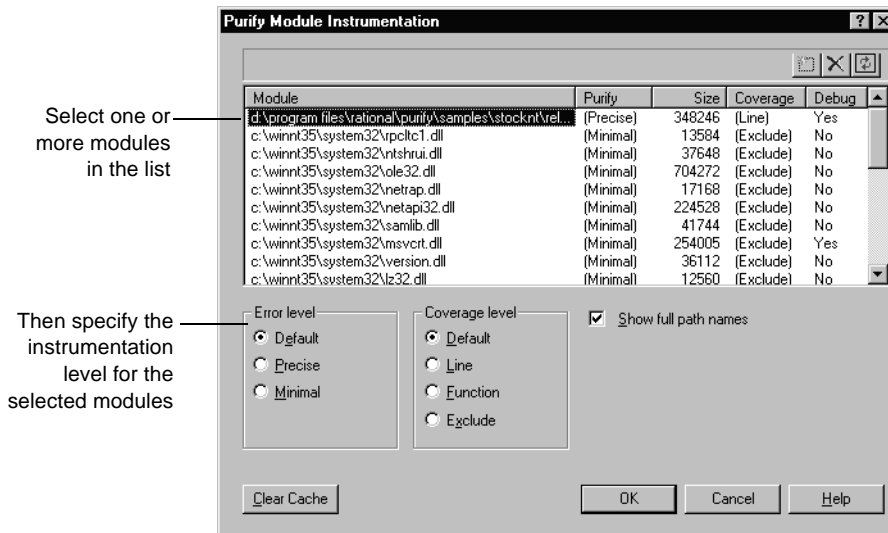 Purify Module Instrumentation
Module Purify Size Coverage Debug
d:\program files\rational\purify\samples\stocknt\rel... (Precise) 348246 (Line) Yes
c:\winnt35\system32\rpcltc1.dll (Minimal) 13584 (Exclude) No
c:\winnt35\system32\ntshrui.dll (Minimal) 37648 (Exclude) No
c:\winnt35\system32\ole32.dll (Minimal) 704272 (Exclude) No
c:\winnt35\system32\netrap.dll (Minimal) 17168 (Exclude) No
c:\winnt35\system32\netapi32.dll (Minimal) 224528 (Exclude) No
c:\winnt35\system32\samlib.dll (Minimal) 41744 (Exclude) No
c:\winnt35\system32\msvcrt.dll (Minimal) 254005 (Exclude) Yes
c:\winnt35\system32\version.dll (Minimal) 36112 (Exclude) No
c:\winnt35\system32\lz32.dll (Minimal) 12560 (Exclude) No
Select one or
more modules
in the list
Then specify the
instrumentation
level for the
selected modules
Error level
Default
Precise
Minimal
Coverage level
Default
Line
Function
Exclude
Show full path names
Clear Cache OK Cancel Help